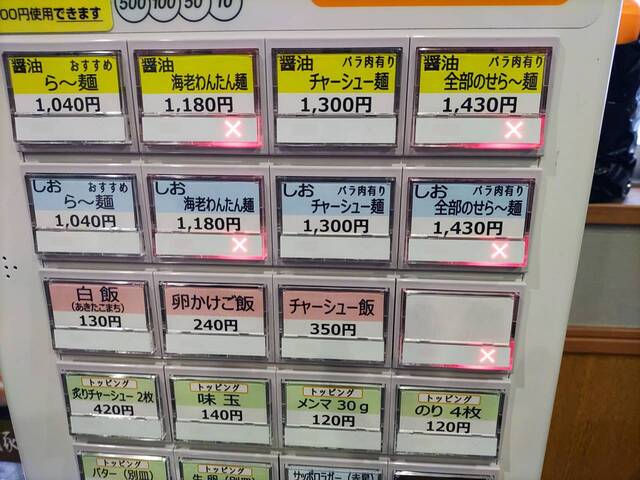 00円使用できます
500 100 50 10
醤油 おすすめ
ら～麺
1,040円
醤油
海老わんたん麺
1,180円
×
醤油 バラ肉有り
チャーシュー麺
1,300円
醤油 バラ肉有り
全部のせら～麺
1,430円
×
しお おすすめ
ら～麺
1,040円
しお
海老わんたん麺
1,180円
×
しお バラ肉有り
チャーシュー麺
1,300円
しお バラ肉有り
全部のせら～麺
1,430円
×
白飯
(あきたこまち)
130円
卵かけご飯
240円
チャーシュー飯
350円
×
トッピング
炙りチャーシュー 2枚
420円
トッピング
味玉
140円
トッピング
メンマ 30g
120円
トッピング
のり 4枚
120円
トッピング
バター (別皿)
トッピング
サッポロラガー (赤星)